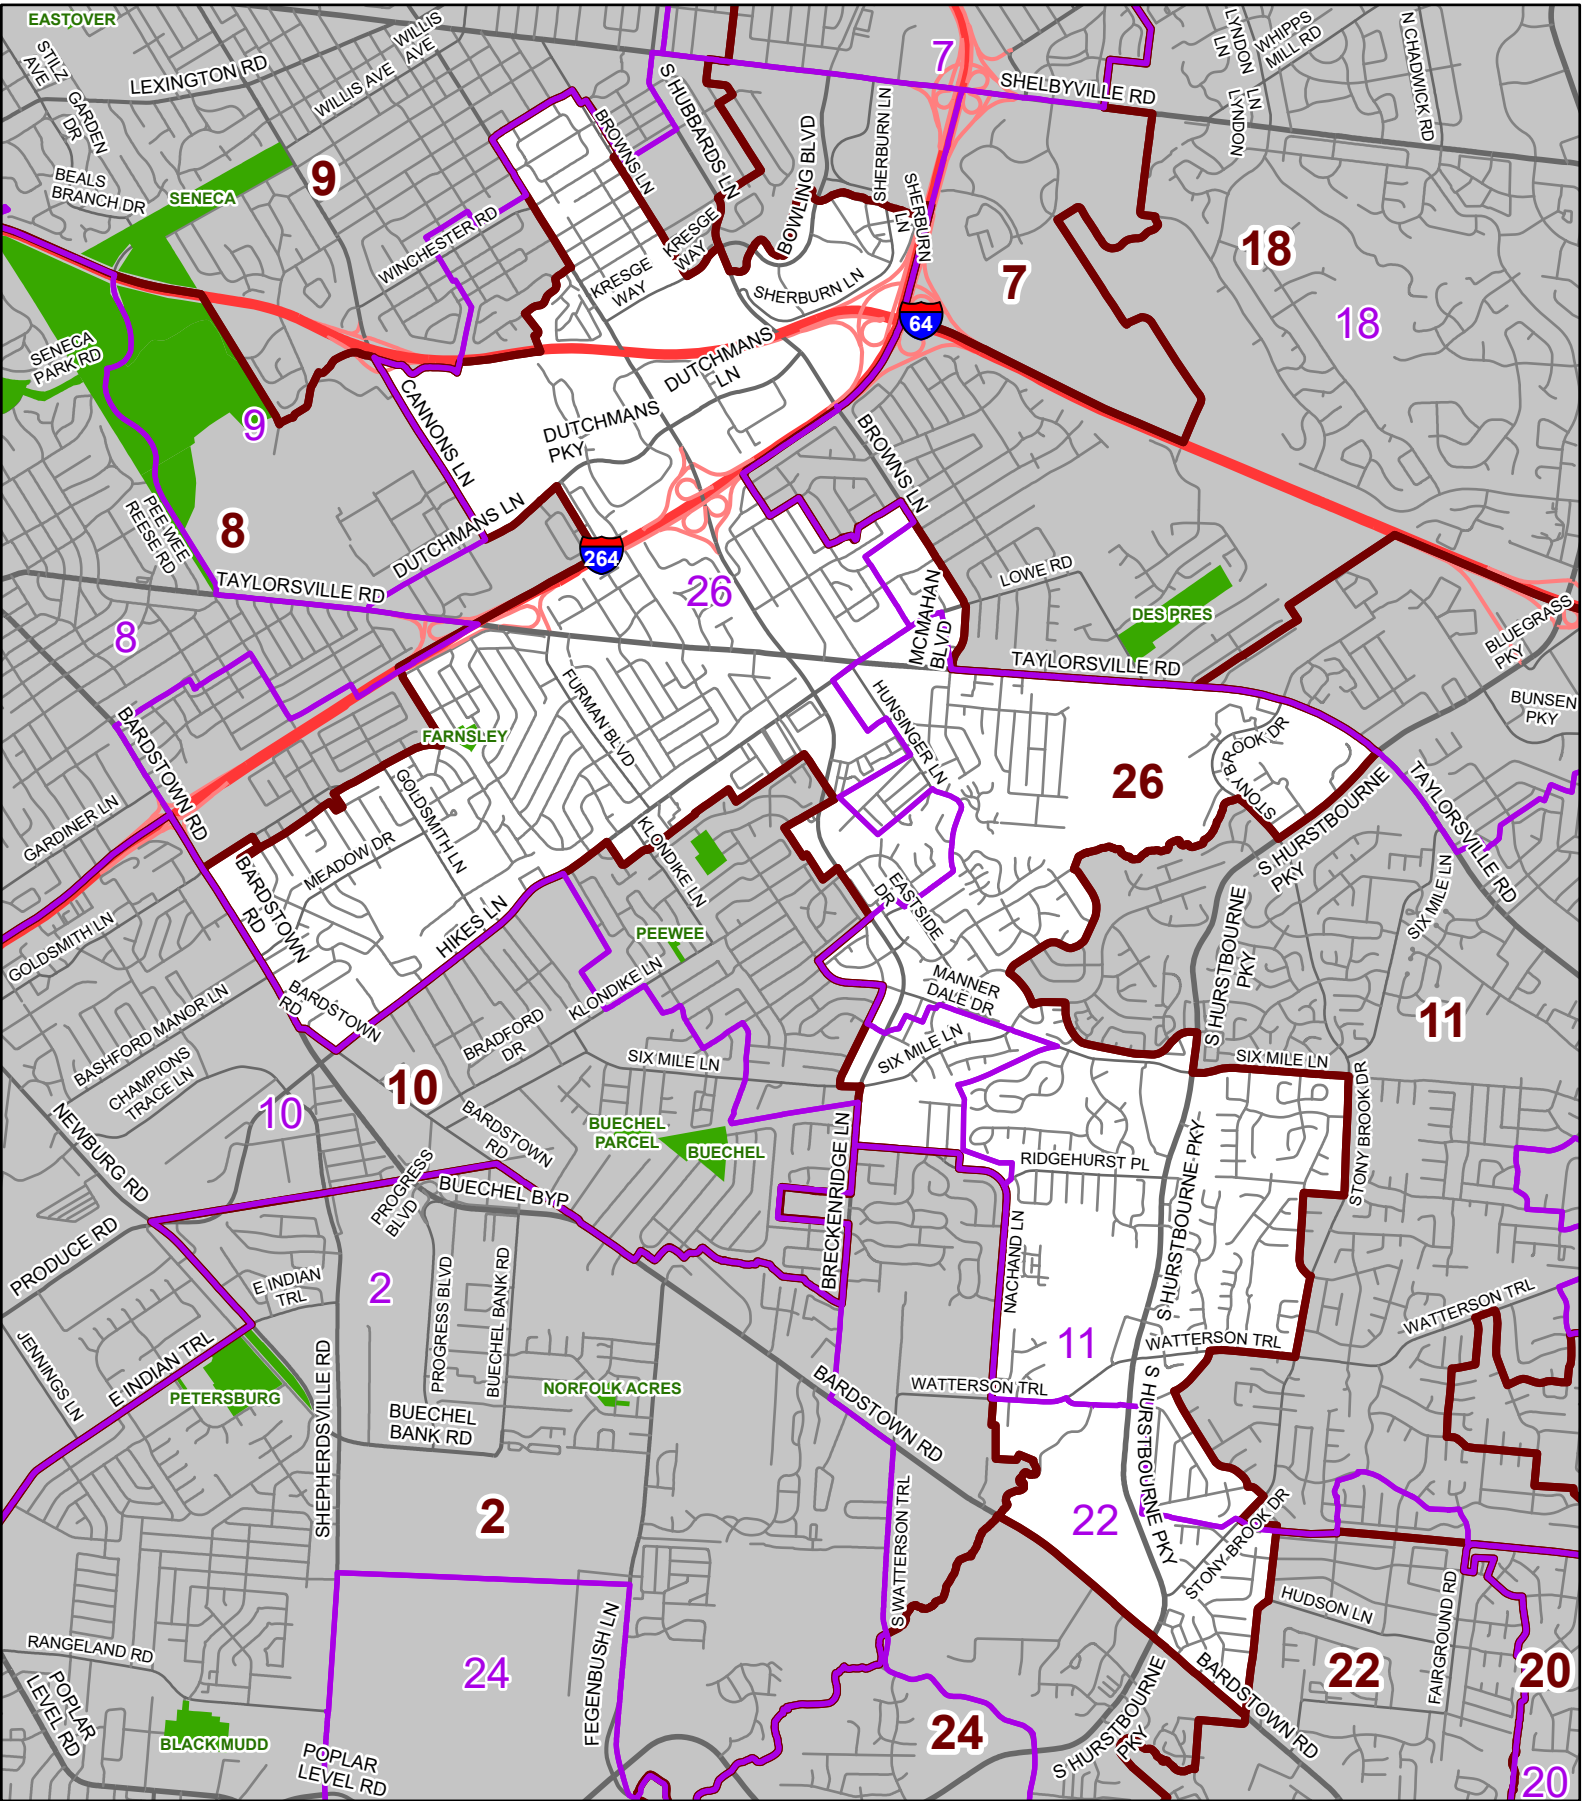 EASTOVER
STILZ
AVE
LEXINGTON RD
GARDEN
DR
WILLIS
AVE
WILLIS AVE
7
SHELBYVILLE RD
LYNDON
LN
WHIPPS
MILL RD
N CHADWICK RD
LYNDON
LN
S HUBBARDS LN
BROWNS LN
SHERBURN LN
BOWLING BLVD
BEALS
BRANCH DR
9
SENECA
WINCHESTER RD
KRESGE
WAY
KRESGE
WAY
SHERBURN
LN
SHERBURN LN
7
18
18
64
SENECA
PARK RD
9
CANNONS LN
DUTCHMANS
LN
DUTCHMANS
PKY
BROWNS LN
8
PEE WEE
REESE RD
DUTCHMANS LN
264
TAYLORSVILLE RD
26
MCMAHAN
BLVD
LOWE RD
DES PRES
BLUEGRASS
PKY
8
TAYLORSVILLE RD
BUNSEN
PKY
BARDSTOWN RD
FARNSLEY
FURMAN BLVD
HUNSINGER LN
STONY BROOK DR
26
TAYLORSVILLE RD
GARDINER LN
GOLDSMITH LN
MEADOW DR
KLONDIKE LN
S HURSTBOURNE
PKY
BARDSTOWN
RD
HIKES LN
EASTSIDE
DR
SIX MILE LN
GOLDSMITH LN
PEEWEE
S HURSTBOURNE
PKY
BASHFORD MANOR LN
BARDSTOWN
RD
KLONDIKE LN
MANNER
DALE DR
11
CHAMPIONS
TRACE LN
BRADFORD
DR
SIX MILE LN
SIX MILE LN
SIX MILE LN
10
10
NEWBURG RD
BARDSTOWN
RD
BUECHEL
PARCEL
BUECHEL
BRECKENRIDGE LN
RIDGEHURST PL
S HURSTBOURNE PKY
STONY BROOK DR
PROGRESS
BLVD
BUECHEL BYP
PRODUCE RD
E INDIAN
TRL
2
PROGRESS BLVD
BUECHEL BANK RD
NACHAND LN
WATTERSON TRL
JENNINGS LN
E INDIAN TRL
PETERSBURG
SHEPHERDSVILLE RD
NORFOLK ACRES
BUECHEL
BANK RD
BARDSTOWN RD
WATTERSON TRL
11
WATTERSON TRL
S HURSTBOURNE PKY
2
S WATTERSON TRL
22
STONY BROOK DR
HUDSON LN
FAIRGROUND RD
RANGELAND RD
POPLAR
LEVEL RD
24
FEGENBUSH LN
22
20
BLACK MUDD
POPLAR
LEVEL RD
24
S HURSTBOURNE
PKY
BARDSTOWN RD
20